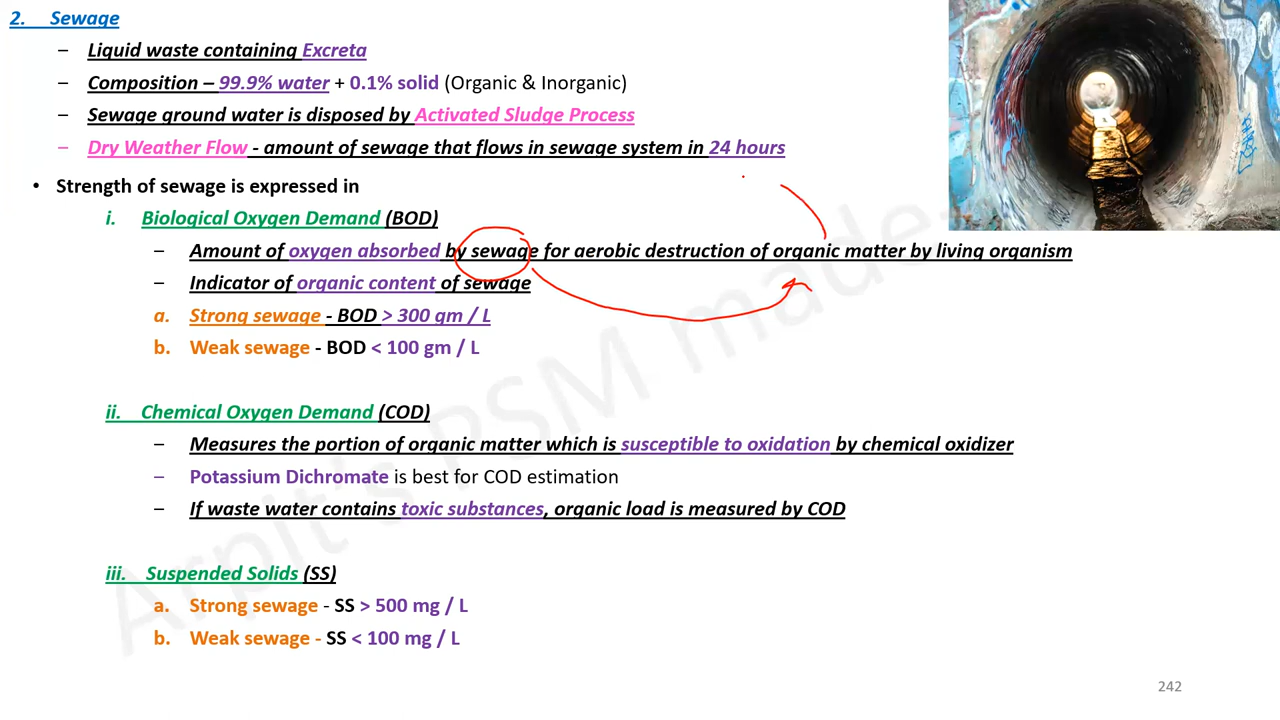 2. Sewage
– Liquid waste containing Excreta
– Composition – 99.9% water + 0.1% solid (Organic & Inorganic)
– Sewage ground water is disposed by Activated Sludge Process
– Dry Weather Flow - amount of sewage that flows in sewage system in 24 hours
• Strength of sewage is expressed in
i. Biological Oxygen Demand (BOD)
– Amount of oxygen absorbed by sewage for aerobic destruction of organic matter by living organism
– Indicator of organic content of sewage
a. Strong sewage - BOD > 300 gm / L
b. Weak sewage - BOD < 100 gm / L
ii. Chemical Oxygen Demand (COD)
– Measures the portion of organic matter which is susceptible to oxidation by chemical oxidizer
– Potassium Dichromate is best for COD estimation
– If waste water contains toxic substances, organic load is measured by COD
iii. Suspended Solids (SS)
a. Strong sewage - SS > 500 mg / L
b. Weak sewage - SS < 100 mg / L
Arpit's PSM made
242